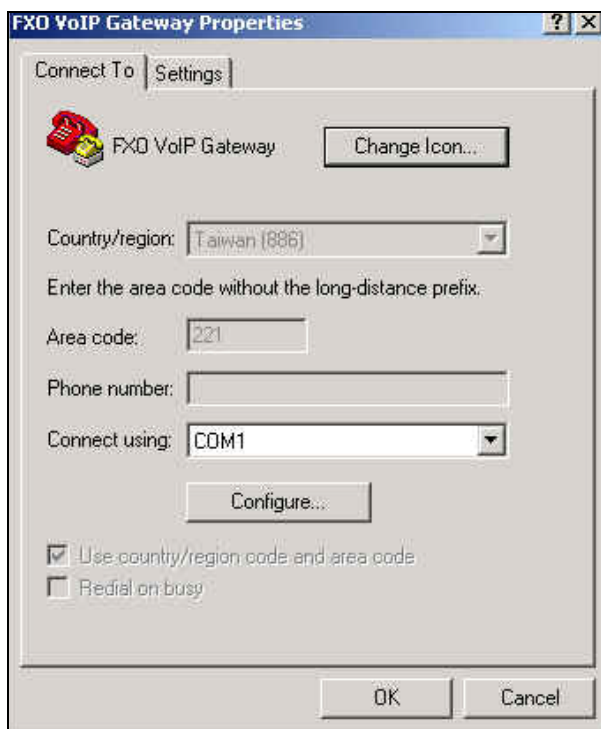 FXO VoIP Gateway Properties
Connect To Settings
FXO VoIP Gateway Change Icon...
Country/region: Taiwan (886)
Enter the area code without the long-distance prefix.
Area code: 221
Phone number:
Connect using: COM1
Configure...
Use country/region code and area code
Redial on busy
OK Cancel